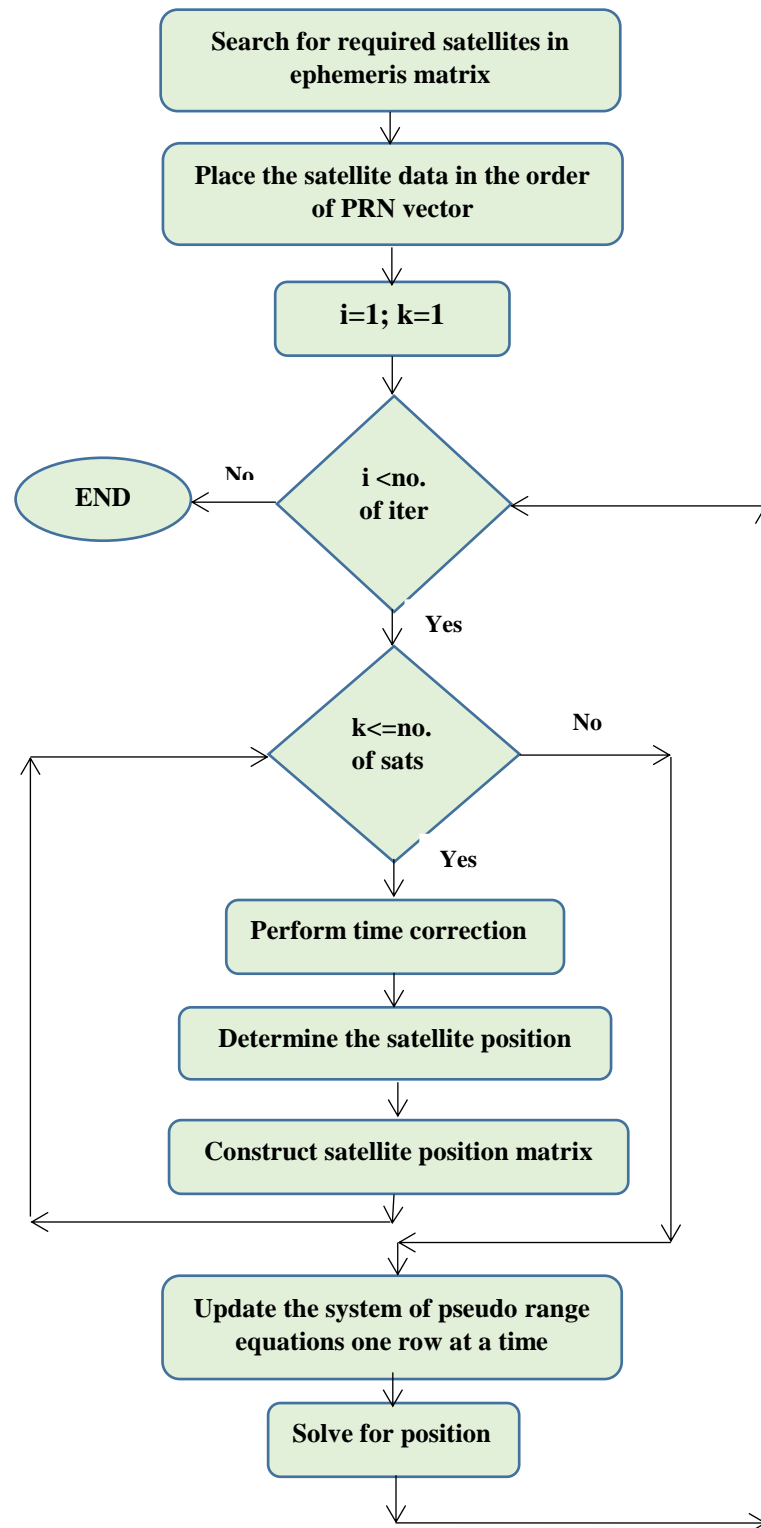 Search for required satellites in
ephemeris matrix
Place the satellite data in the order
of PRN vector
i=1; k=1
i <no.
of iter
No
END
Yes
k<=no.
of sats
No
Yes
Perform time correction
Determine the satellite position
Construct satellite position matrix
Update the system of pseudo range
equations one row at a time
Solve for position